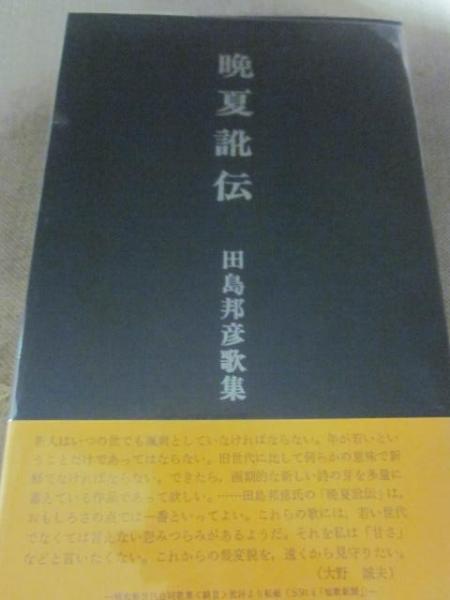 晩夏訛伝
田島邦彦歌集
新人はいつの世でも颯爽としていなければならない。年が若いとい
うことだけであってはならない。旧世代に比して何らかの意味で新
鮮でなければならない。できたら、画期的な新しい詩の芽を多量に
蓄えている作品であって欲しい。……田島邦彦氏の「晩夏訛伝」は、
おもしろさの点では一番といってよい。これらの歌には、若い世代
でなくては言えない怨みつらみがあるようだ。それを私は「甘さ」
などと言いたくない。これからの発変貌を、遠くから見守りたい。
（大野 誠夫）